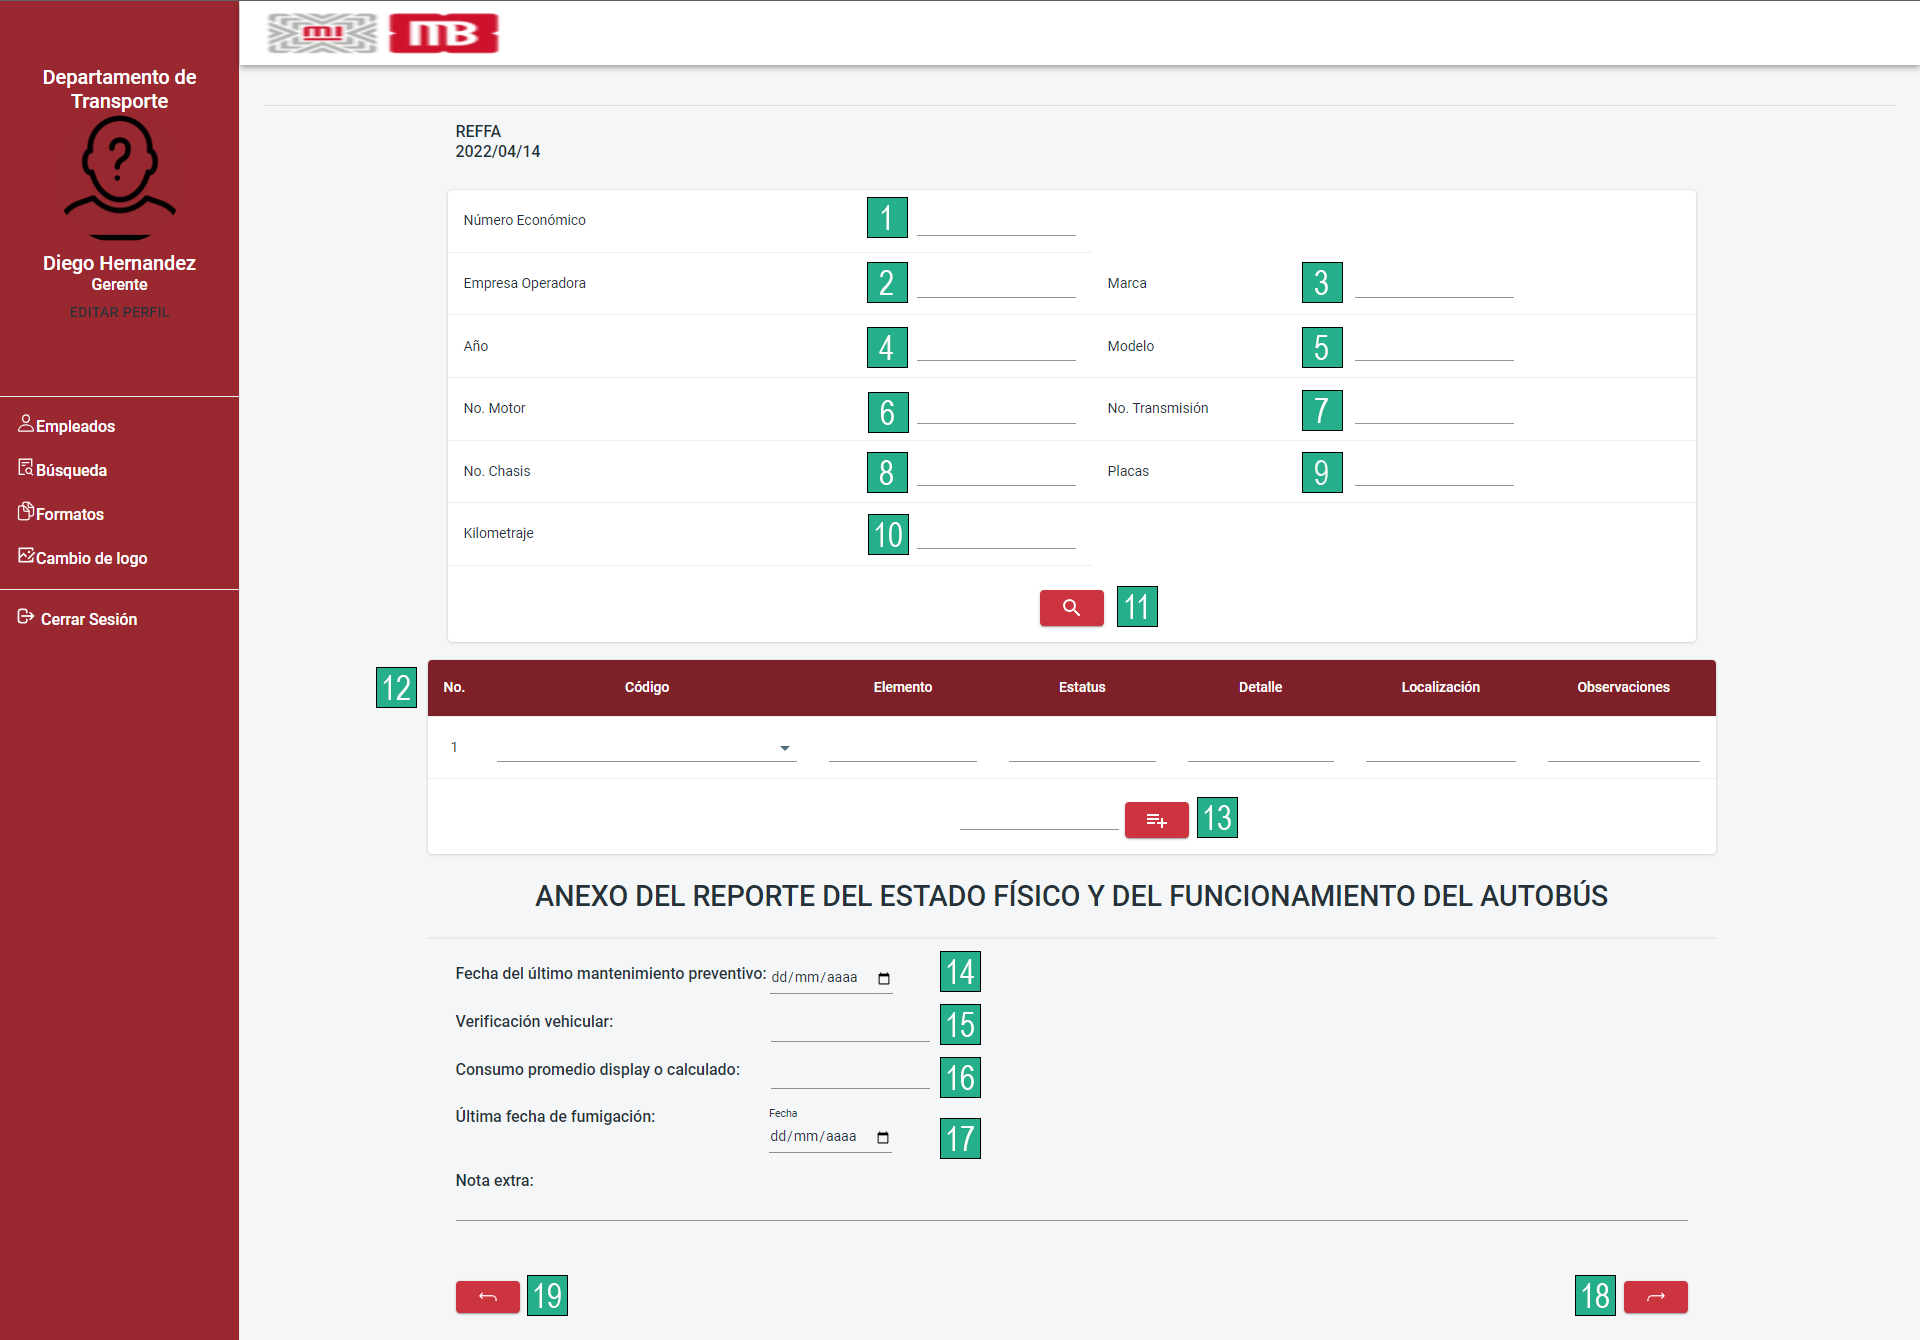 MI MB
Departamento de
Transporte
?
Diego Hernandez
Gerente
EDITAR PERFIL
Empleados
Búsqueda
Formatos
Cambio de logo
Cerrar Sesión
REFFA
2022/04/14
Número Económico 1
Empresa Operadora 2 Marca 3
Año 4 Modelo 5
No. Motor 6 No. Transmisión 7
No. Chasis 8 Placas 9
Kilometraje 10
11
12 No. Código Elemento Estatus Detalle Localización Observaciones
1
13
ANEXO DEL REPORTE DEL ESTADO FÍSICO Y DEL FUNCIONAMIENTO DEL AUTOBÚS
Fecha del último mantenimiento preventivo: dd/mm/aaaa 14
Verificación vehicular: 15
Consumo promedio display o calculado: 16
Última fecha de fumigación: Fecha
dd/mm/aaaa 17
Nota extra:
19 18